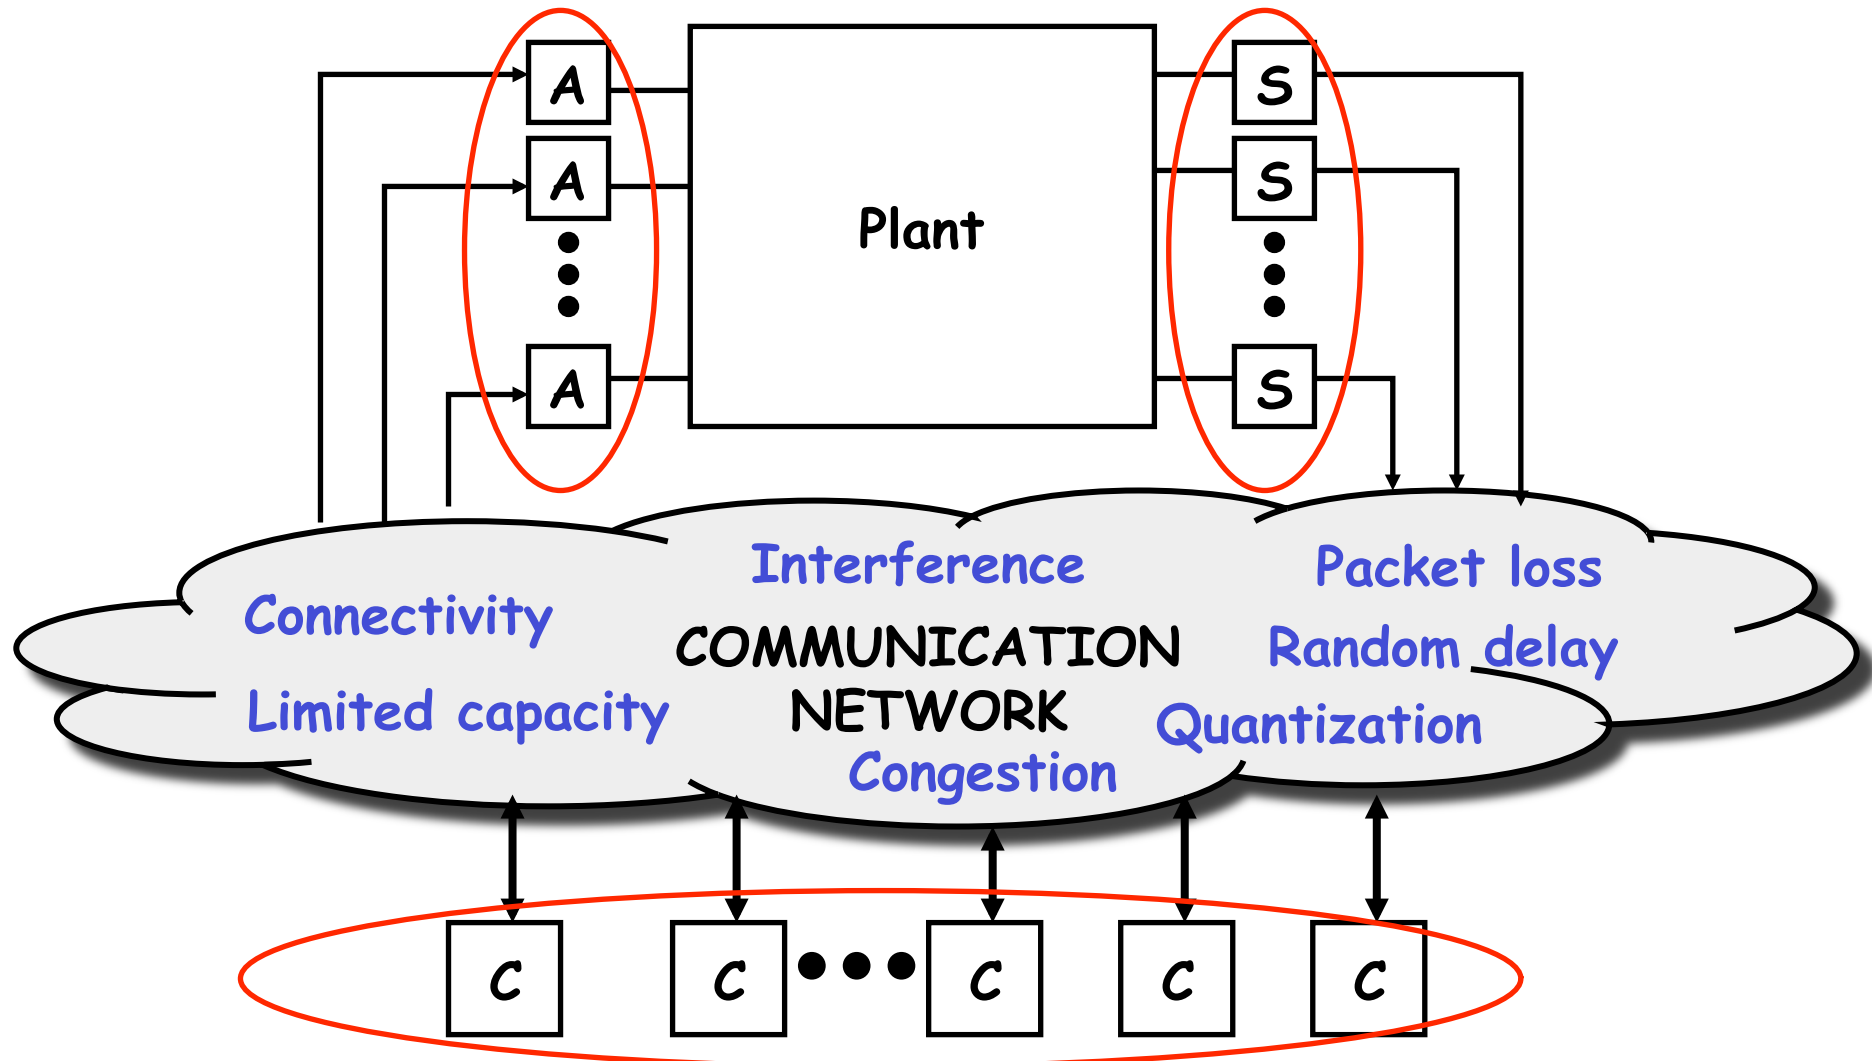 A
S
A
S
Plant
A
S
Interference
Packet loss
Connectivity
COMMUNICATION
Random delay
Limited capacity
NETWORK
Quantization
Congestion
C
C
C
C
C